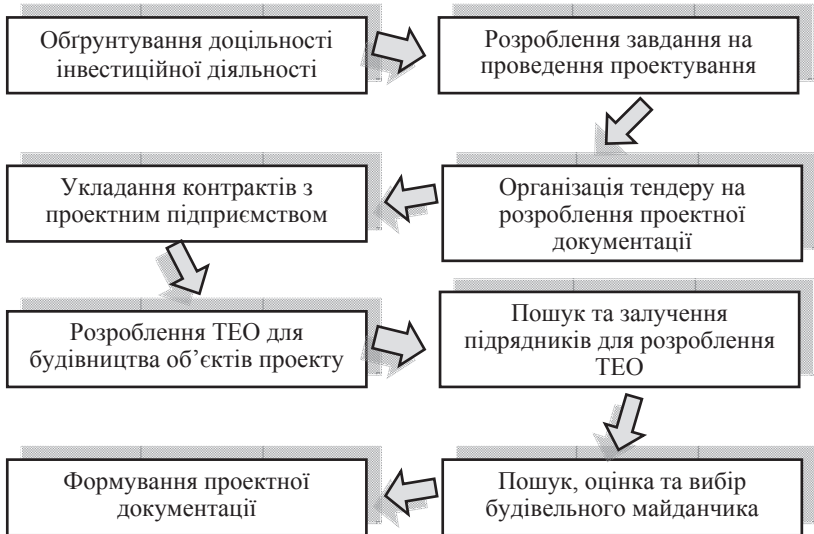 Обґрунтування доцільності
інвестиційної діяльності
Розроблення завдання на
проведення проектування
Організація тендеру на
розроблення проектної
документації
Укладання контрактів з
проектним підприємством
Розроблення ТЕО для
будівництва об’єктів проекту
Пошук та залучення
підрядників для розроблення
ТЕО
Пошук, оцінка та вибір
будівельного майданчика
Формування проектної
документації